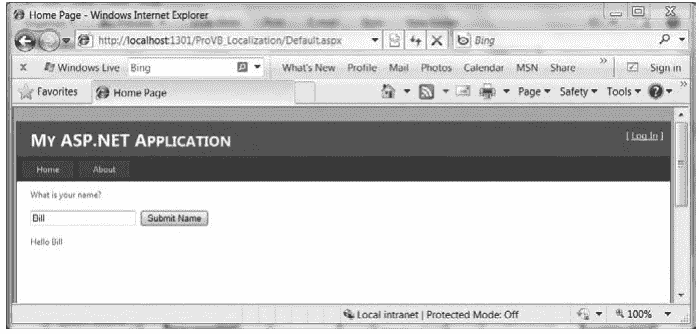 Home Page - Windows Internet Explorer
http://localhost:1301/ProVB_Localization/Default.aspx
Bing
x Windows Live Bing What's New Profile Mail Photos Calendar MSN Share » Sign in
Favorites Home Page Page Safety Tools »
MY ASP.NET APPLICATION
[ Log In ]
Home About
What is your name?
Bill Submit Name
Hello Bill
Local intranet | Protected Mode: Off 100%